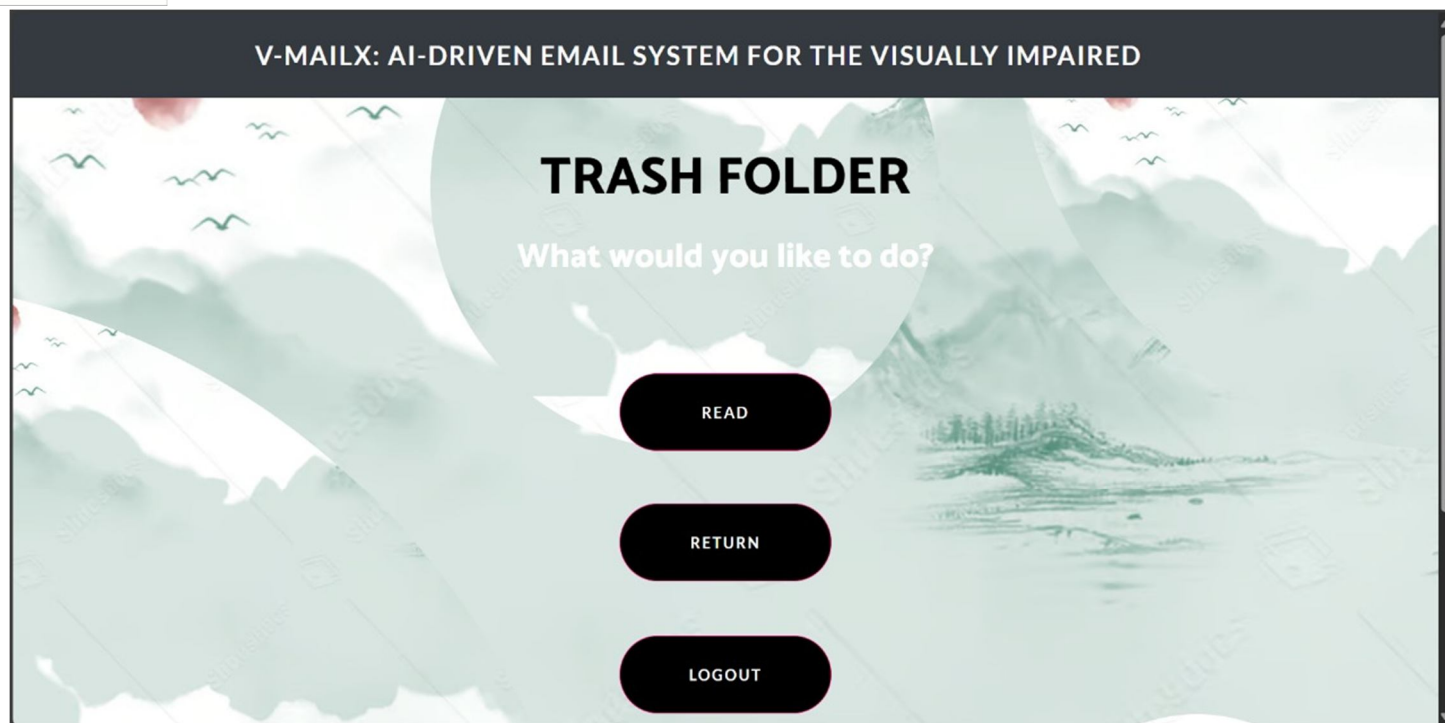 V-MAILX: AI-DRIVEN EMAIL SYSTEM FOR THE VISUALLY IMPAIRED
TRASH FOLDER
What would you like to do?
READ
RETURN
LOGOUT